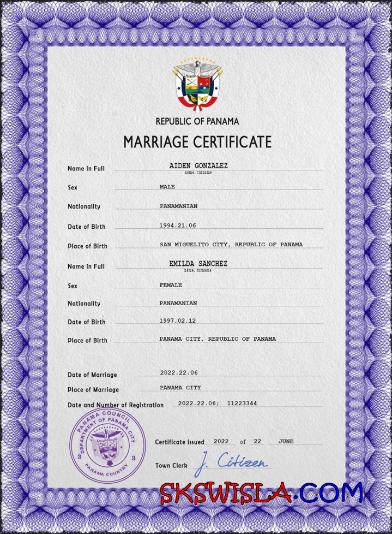 REPUBLIC OF PANAMA
MARRIAGE CERTIFICATE
Name in Full AIDEN GONZALEZ
Sex MALE
Nationality PANAMANIAN
Date of Birth 1994.21.06
Place of Birth SAN MIGUELITO CITY, REPUBLIC OF PANAMA
Name in Full EMILDA SANCHEZ
Sex FEMALE
Nationality PANAMANIAN
Date of Birth 1997.02.12
Place of Birth PANAMA CITY. REPUBLIC OF PANAMA
Date of Marriage 2022.22.06
Place of Marriage PANAMA CITY
Date and Number of Registration 2022.22.06; 11223344
PANAMA COUNCIL
DEPARTMENT OF PANAMA CITY
PANAMA COUNTRY
3 3
Certificate Issued 2022 of 22 JUNE
Town Clerk J. Citizen
SKSWISLA.COM